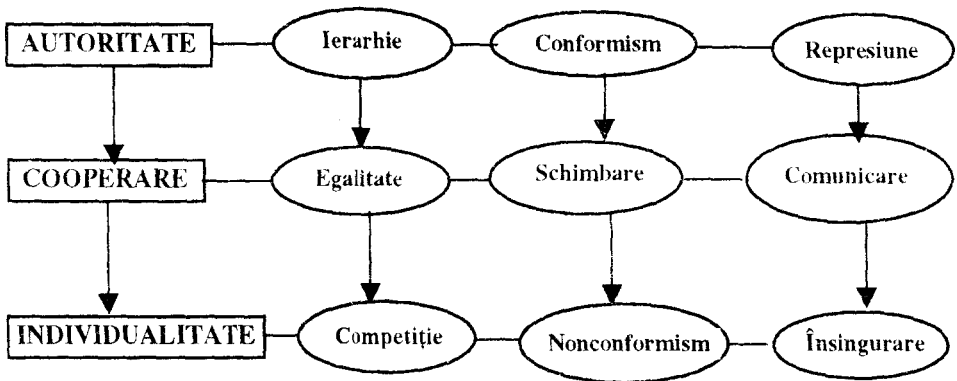 AUTORITATE Ierarhie Conformism Represiune
COOPERARE Egalitate Schimbare Comunicare
INDIVIDUALITATE Competiție Nonconformism Însingurare